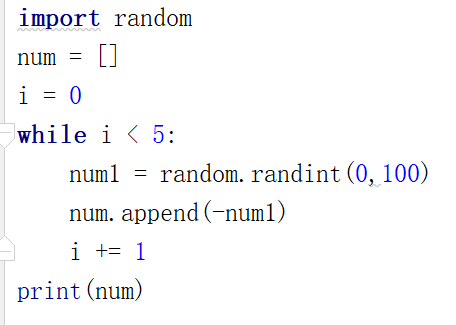 import random
num = []
i = 0
while i < 5:
    num1 = random.randint(0,100)
    num.append(-num1)
    i += 1
print(num)